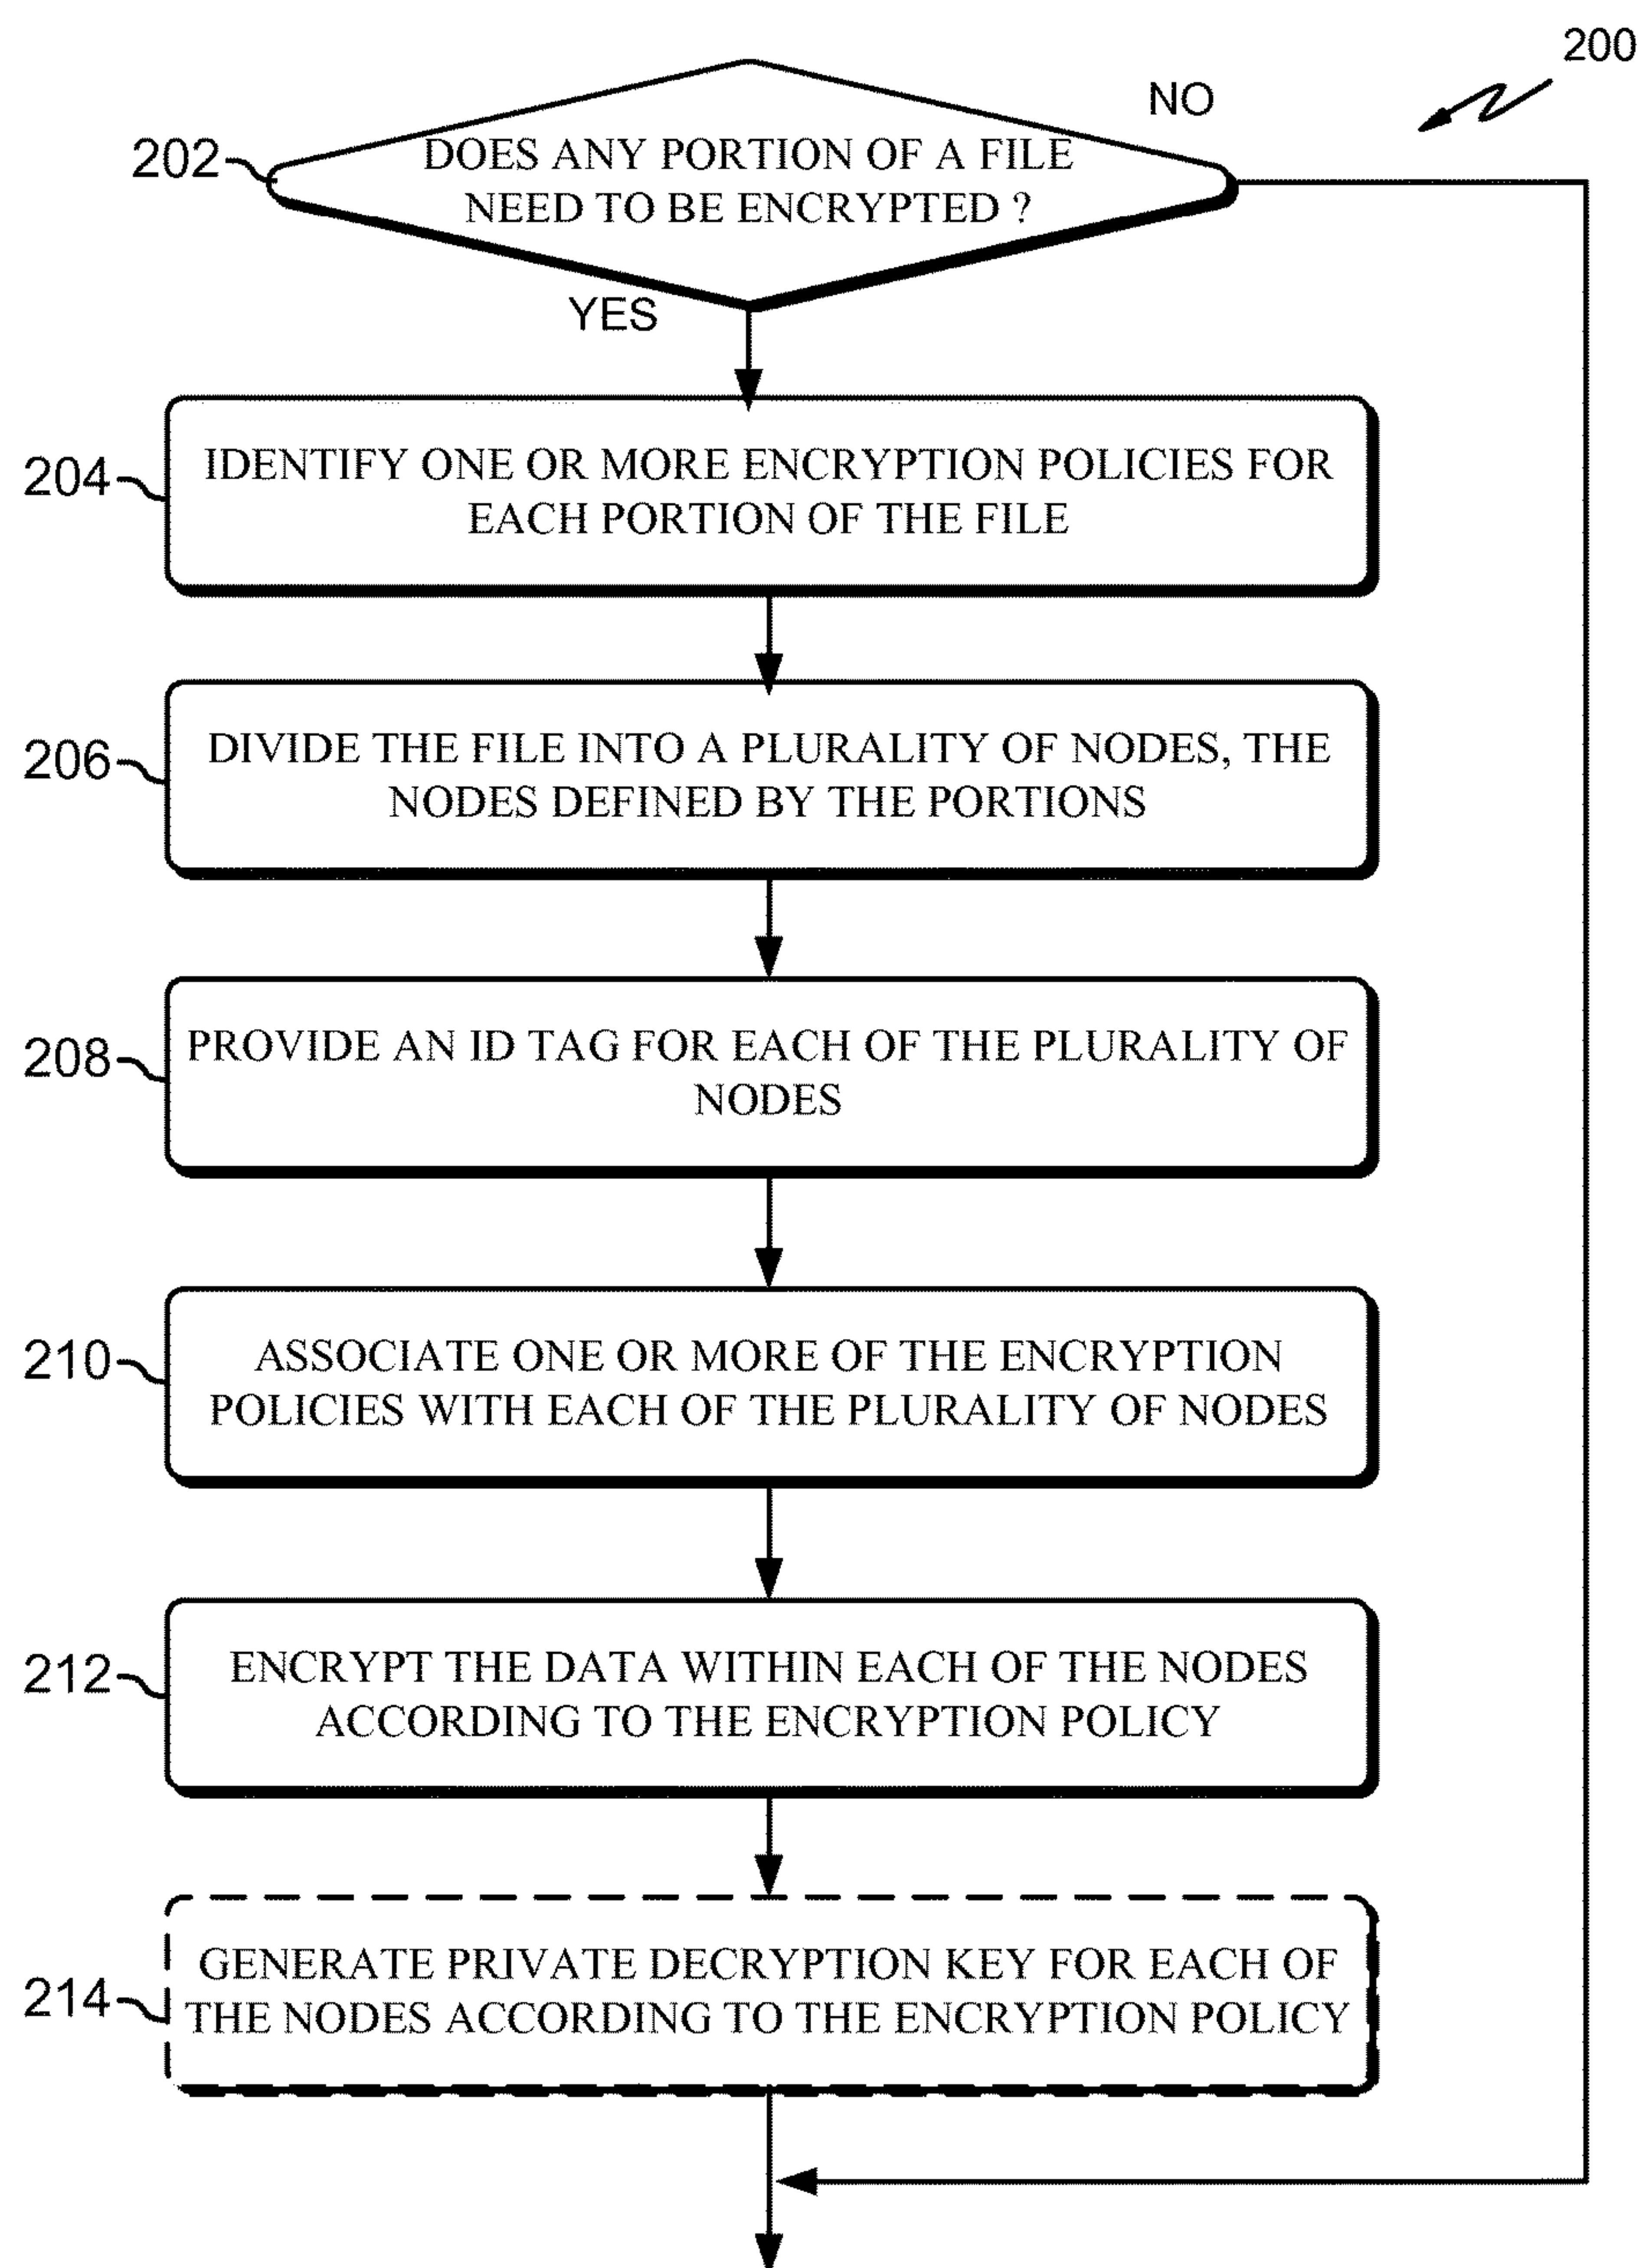 200
NO
202
DOES ANY PORTION OF A FILE
NEED TO BE ENCRYPTED ?
YES
204
IDENTIFY ONE OR MORE ENCRYPTION POLICIES FOR
EACH PORTION OF THE FILE
206
DIVIDE THE FILE INTO A PLURALITY OF NODES, THE
NODES DEFINED BY THE PORTIONS
208
PROVIDE AN ID TAG FOR EACH OF THE PLURALITY OF
NODES
210
ASSOCIATE ONE OR MORE OF THE ENCRYPTION
POLICIES WITH EACH OF THE PLURALITY OF NODES
212
ENCRYPT THE DATA WITHIN EACH OF THE NODES
ACCORDING TO THE ENCRYPTION POLICY
214
GENERATE PRIVATE DECRYPTION KEY FOR EACH OF
THE NODES ACCORDING TO THE ENCRYPTION POLICY